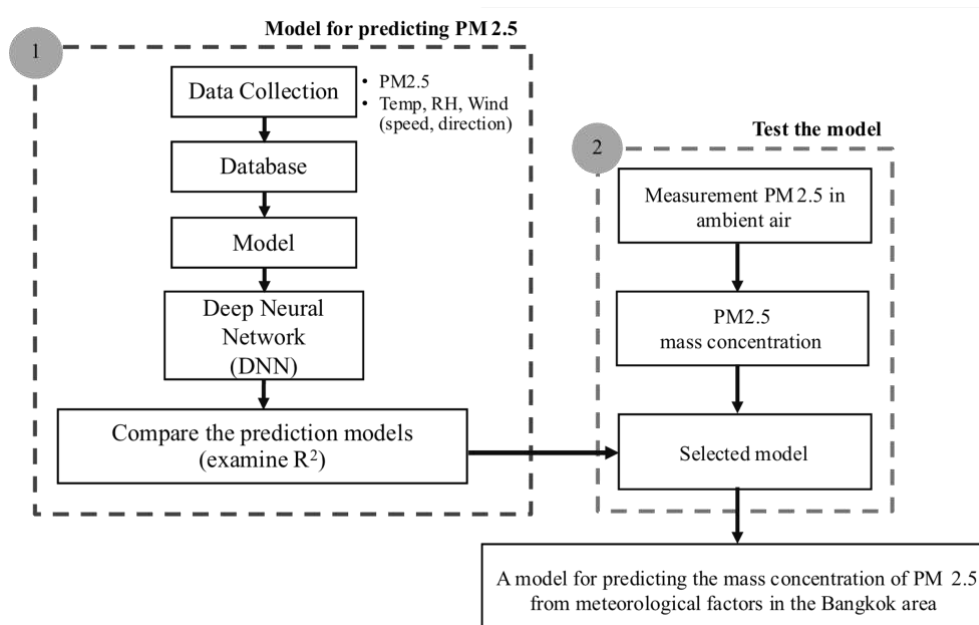 Model for predicting PM 2.5
1
Data Collection
• PM2.5
• Temp, RH, Wind
(speed, direction)
Database
Model
Deep Neural
Network
(DNN)
Compare the prediction models
(examine R²)
Test the model
2
Measurement PM 2.5 in
ambient air
PM2.5
mass concentration
Selected model
A model for predicting the mass concentration of PM 2.5
from meteorological factors in the Bangkok area